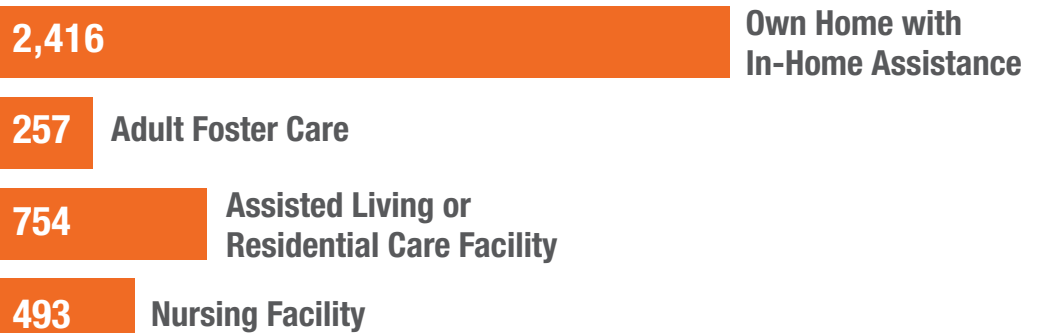 2,416
Own Home with
In-Home Assistance
257
Adult Foster Care
754
Assisted Living or
Residential Care Facility
493
Nursing Facility